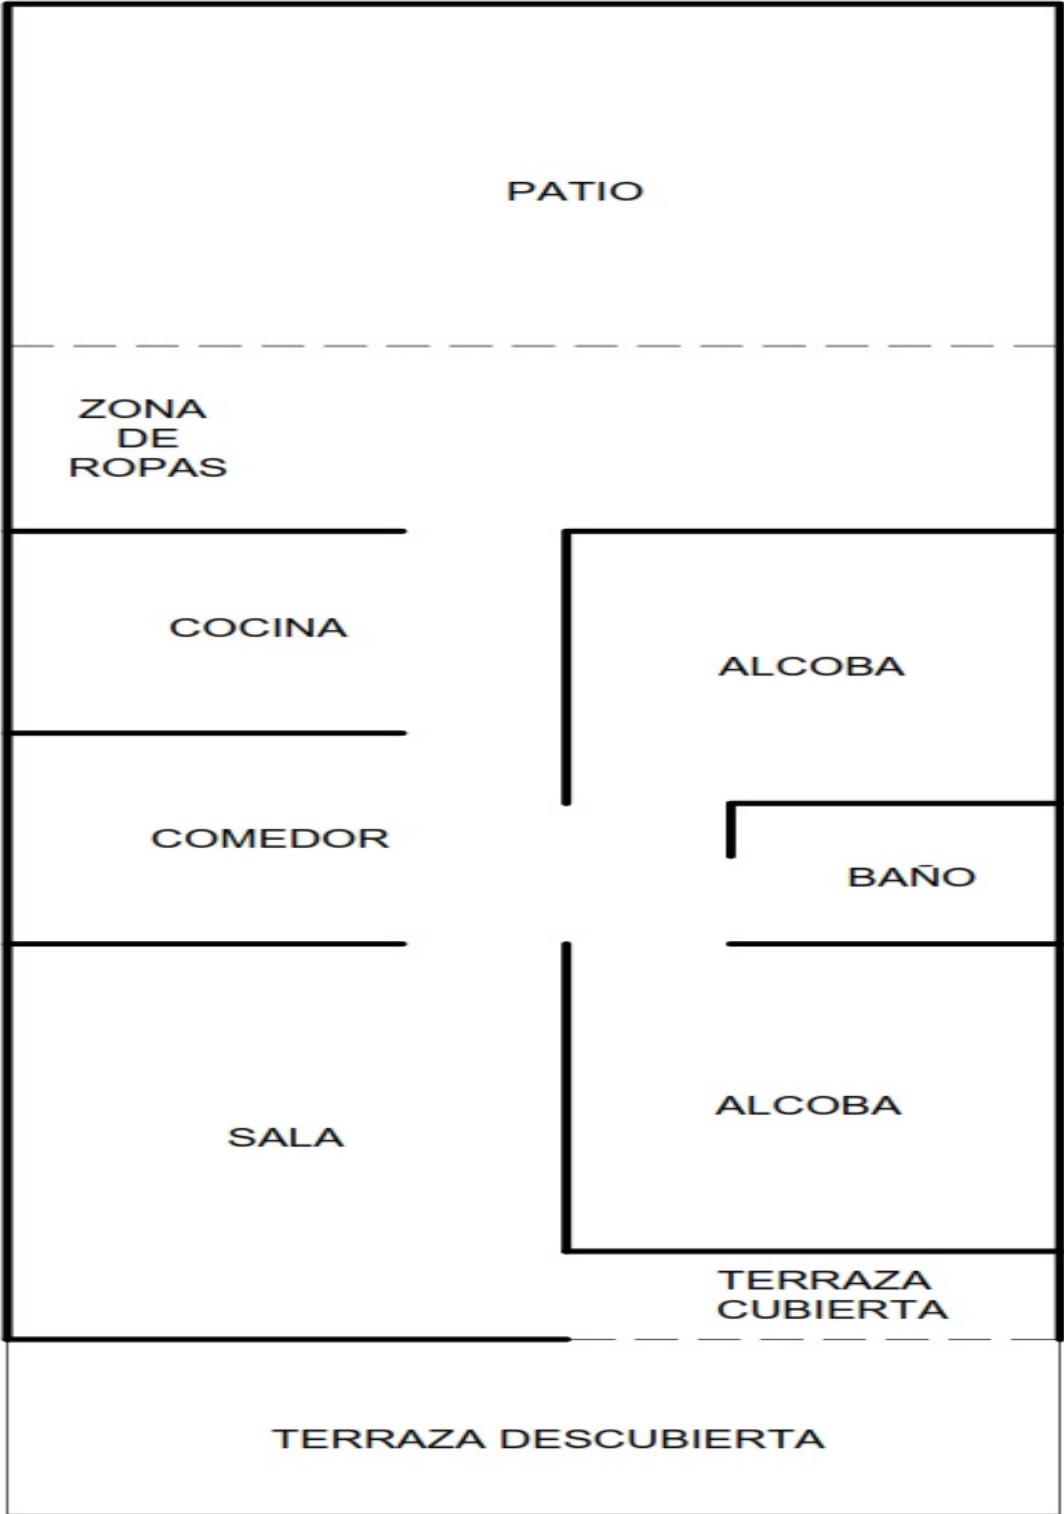 PATIO
ZONA
DE
ROPAS
COCINA
ALCOBA
COMEDOR
BAÑO
ALCOBA
SALA
TERRAZA
CUBIERTA
TERRAZA DESCUBIERTA